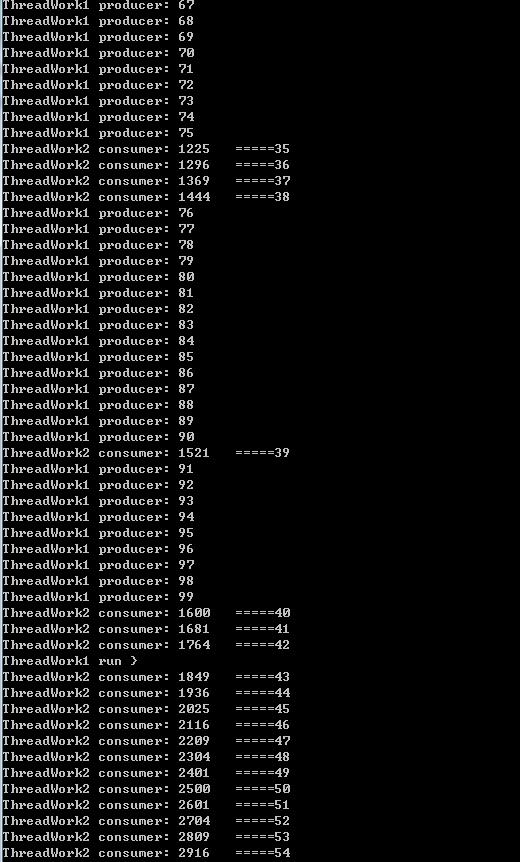 ThreadWork1 producer: 67
ThreadWork1 producer: 68
ThreadWork1 producer: 69
ThreadWork1 producer: 70
ThreadWork1 producer: 71
ThreadWork1 producer: 72
ThreadWork1 producer: 73
ThreadWork1 producer: 74
ThreadWork1 producer: 75
ThreadWork2 consumer: 1225   =====35
ThreadWork2 consumer: 1296   =====36
ThreadWork2 consumer: 1369   =====37
ThreadWork2 consumer: 1444   =====38
ThreadWork1 producer: 76
ThreadWork1 producer: 77
ThreadWork1 producer: 78
ThreadWork1 producer: 79
ThreadWork1 producer: 80
ThreadWork1 producer: 81
ThreadWork1 producer: 82
ThreadWork1 producer: 83
ThreadWork1 producer: 84
ThreadWork1 producer: 85
ThreadWork1 producer: 86
ThreadWork1 producer: 87
ThreadWork1 producer: 88
ThreadWork1 producer: 89
ThreadWork1 producer: 90
ThreadWork2 consumer: 1521   =====39
ThreadWork1 producer: 91
ThreadWork1 producer: 92
ThreadWork1 producer: 93
ThreadWork1 producer: 94
ThreadWork1 producer: 95
ThreadWork1 producer: 96
ThreadWork1 producer: 97
ThreadWork1 producer: 98
ThreadWork1 producer: 99
ThreadWork2 consumer: 1600   =====40
ThreadWork2 consumer: 1681   =====41
ThreadWork2 consumer: 1764   =====42
ThreadWork1 run }
ThreadWork2 consumer: 1849   =====43
ThreadWork2 consumer: 1936   =====44
ThreadWork2 consumer: 2025   =====45
ThreadWork2 consumer: 2116   =====46
ThreadWork2 consumer: 2209   =====47
ThreadWork2 consumer: 2304   =====48
ThreadWork2 consumer: 2401   =====49
ThreadWork2 consumer: 2500   =====50
ThreadWork2 consumer: 2601   =====51
ThreadWork2 consumer: 2704   =====52
ThreadWork2 consumer: 2809   =====53
ThreadWork2 consumer: 2916   =====54